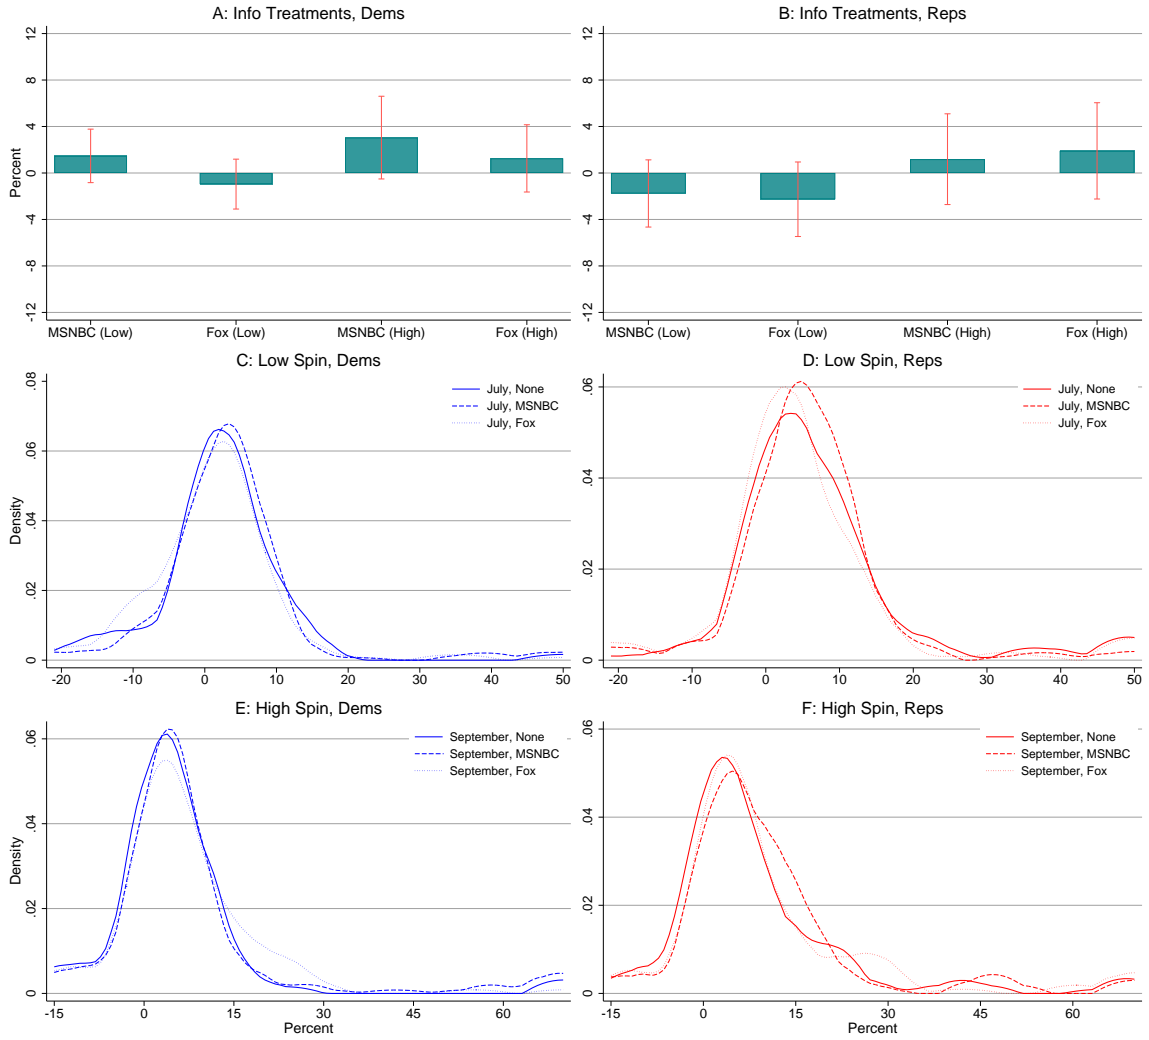 A: Info Treatments, Dems
B: Info Treatments, Reps
12
8
4
0
-4
-8
-12
Percent
MSNBC (Low)
Fox (Low)
MSNBC (High)
Fox (High)
12
8
4
0
-4
-8
-12
MSNBC (Low)
Fox (Low)
MSNBC (High)
Fox (High)
C: Low Spin, Dems
.08
.06
.04
.02
0
Density
July, None
July, MSNBC
July, Fox
-20
-10
0
10
20
30
40
50
D: Low Spin, Reps
.06
.04
.02
0
July, None
July, MSNBC
July, Fox
-20
-10
0
10
20
30
40
50
E: High Spin, Dems
.06
.04
.02
0
Density
September, None
September, MSNBC
September, Fox
-15
0
15
30
45
60
Percent
F: High Spin, Reps
.06
.04
.02
0
September, None
September, MSNBC
September, Fox
-15
0
15
30
45
60
Percent